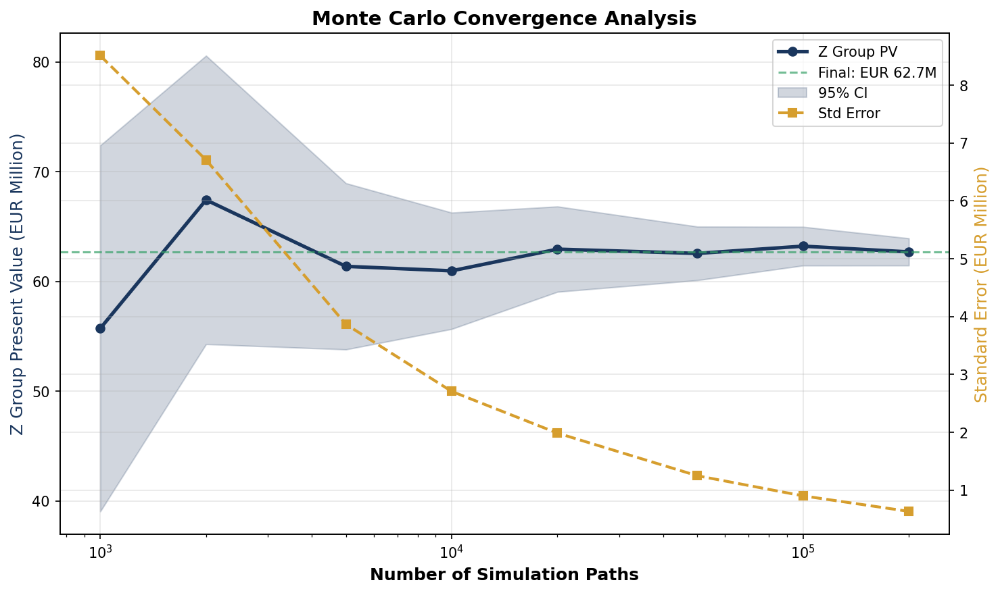 Monte Carlo Convergence Analysis
Z Group PV
Final: EUR 62.7M
95% CI
Std Error
Z Group Present Value (EUR Million)
80
70
60
50
40
8
7
6
5
4
3
2
1
Standard Error (EUR Million)
10³ 10⁴ 10⁵
Number of Simulation Paths